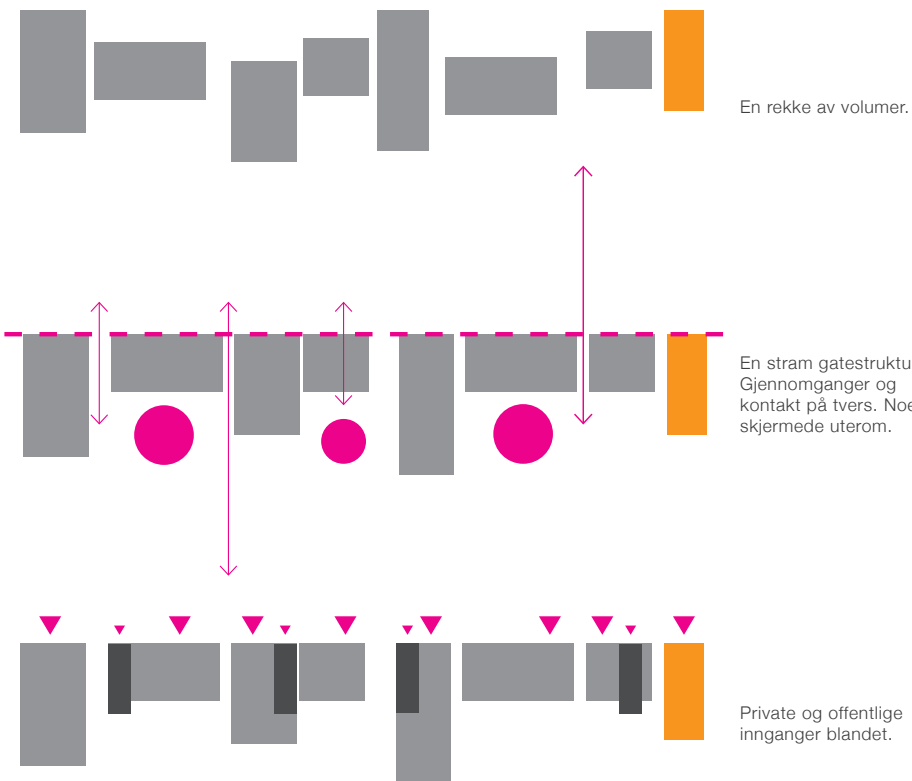 En rekke av volumer.
En stram gatestruktu
Gjennomganger og
kontakt på tvers. Noe
skjermede uterom.
Private og offentlige
innganger blandet.